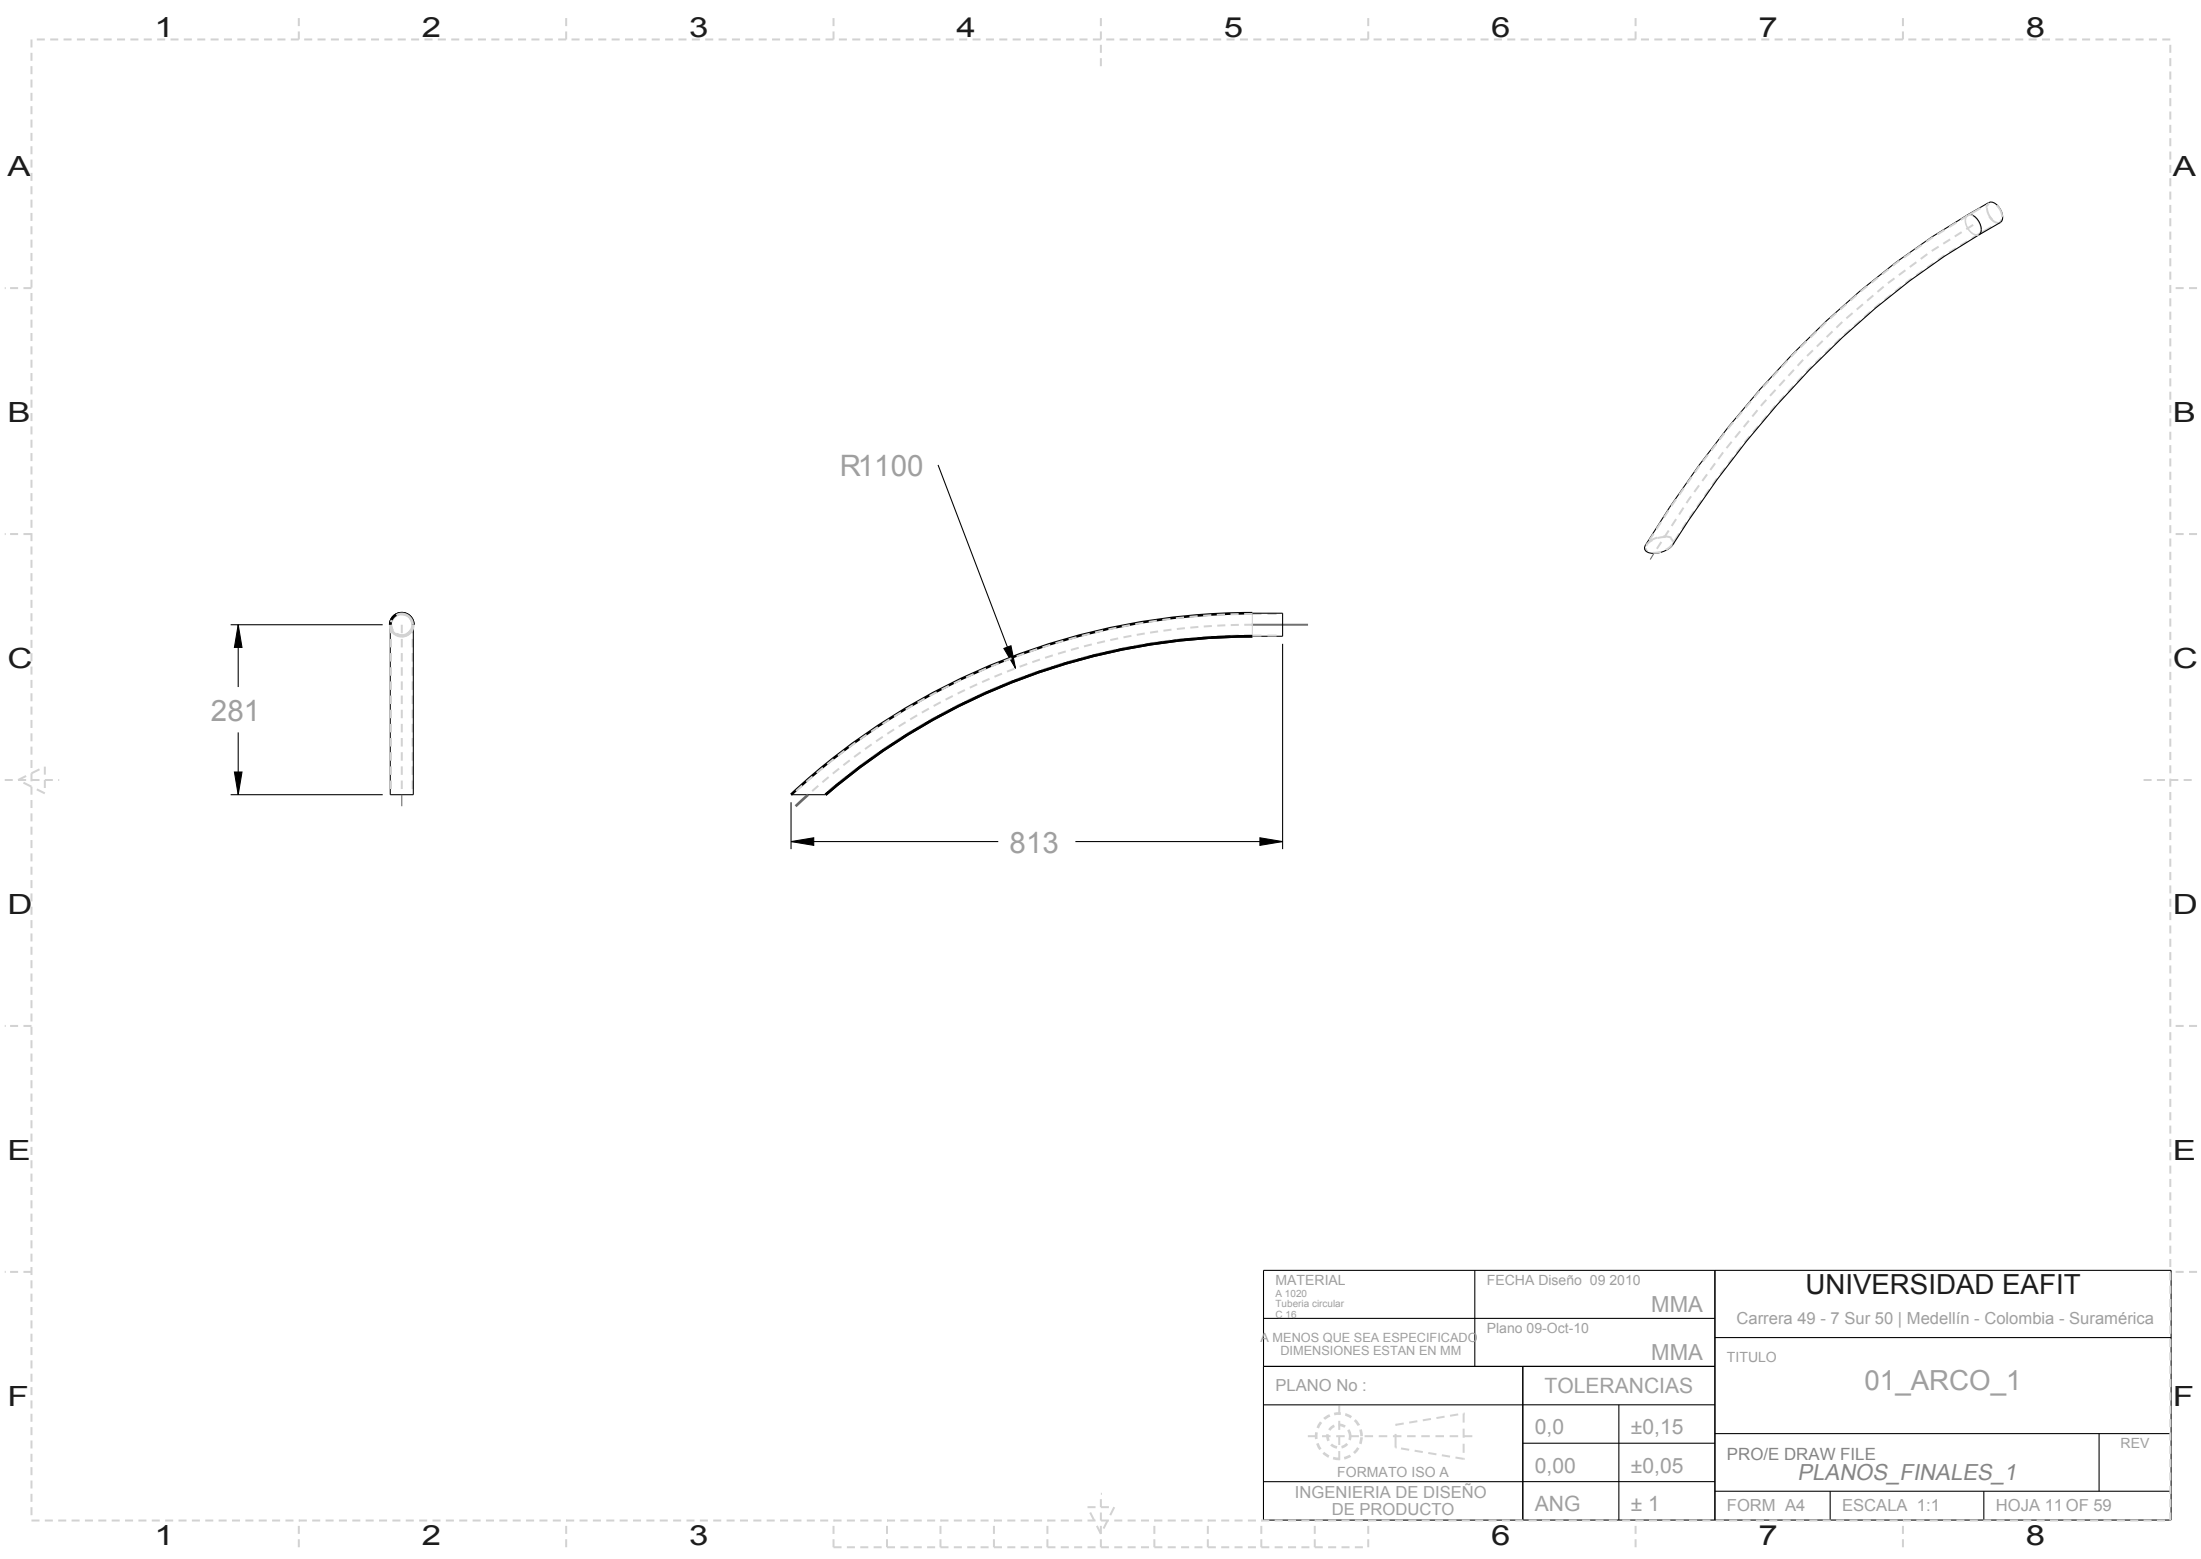 1 2 3 4 5 6 7 8
A A
B B
R1100
C C
281
813
D D
E E
MATERIAL
A 1020
Tuberia circular
C 16
FECHA Diseño 09 2010
MMA
A MENOS QUE SEA ESPECIFICADO
DIMENSIONES ESTAN EN MM
Plano 09-Oct-10
MMA
UNIVERSIDAD EAFIT
Carrera 49 - 7 Sur 50 | Medellín - Colombia - Suramérica
TITULO
01_ARCO_1
F F
PLANO No :
TOLERANCIAS
0,0 ±0,15
0,00 ±0,05
ANG ± 1
FORMATO ISO A
INGENIERIA DE DISEÑO
DE PRODUCTO
PRO/E DRAW FILE
PLANOS_FINALES_1
REV
FORM A4 ESCALA 1:1 HOJA 11 OF 59
1 2 3 6 7 8